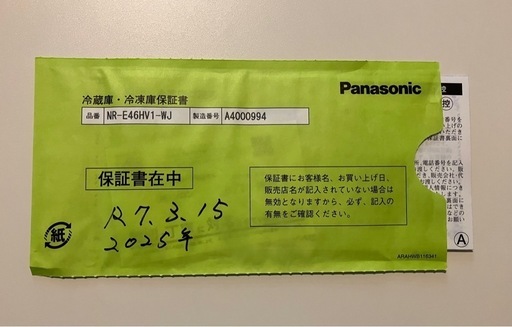 Panasonic
冷蔵庫・冷凍庫保証書
品番 NR-E46HV1-WJ 製造番号 A4000994
保証書在中
R7.3.15
2025年
保証書にお客様名、お買い上げ日、
販売店名が記入されていない場合は
無効となりますから、必ず、記入の
有無をご確認ください。
紙
ARAHWB116341
控
A